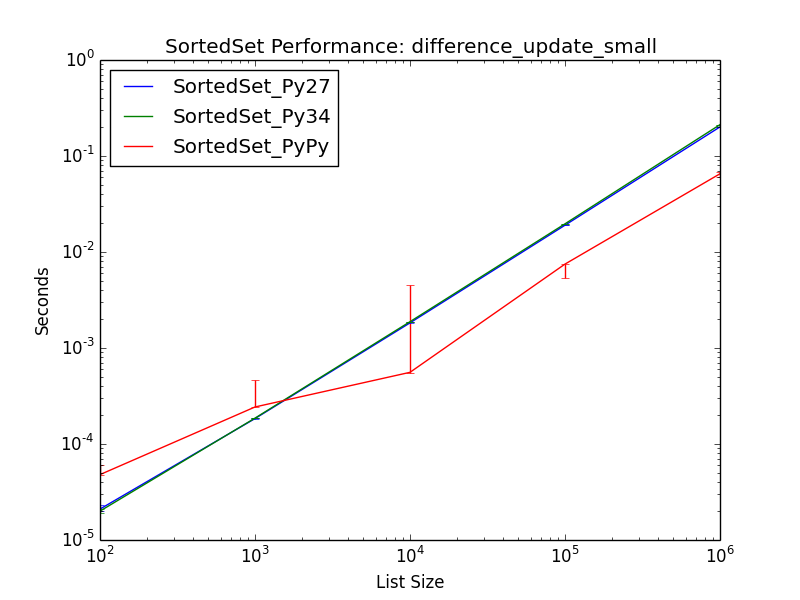 SortedSet Performance: difference_update_small
SortedSet_Py27
SortedSet_Py34
SortedSet_PyPy
10^0
10^-1
10^-2
10^-3
10^-4
10^-5
Seconds
10^2 10^3 10^4 10^5 10^6
List Size